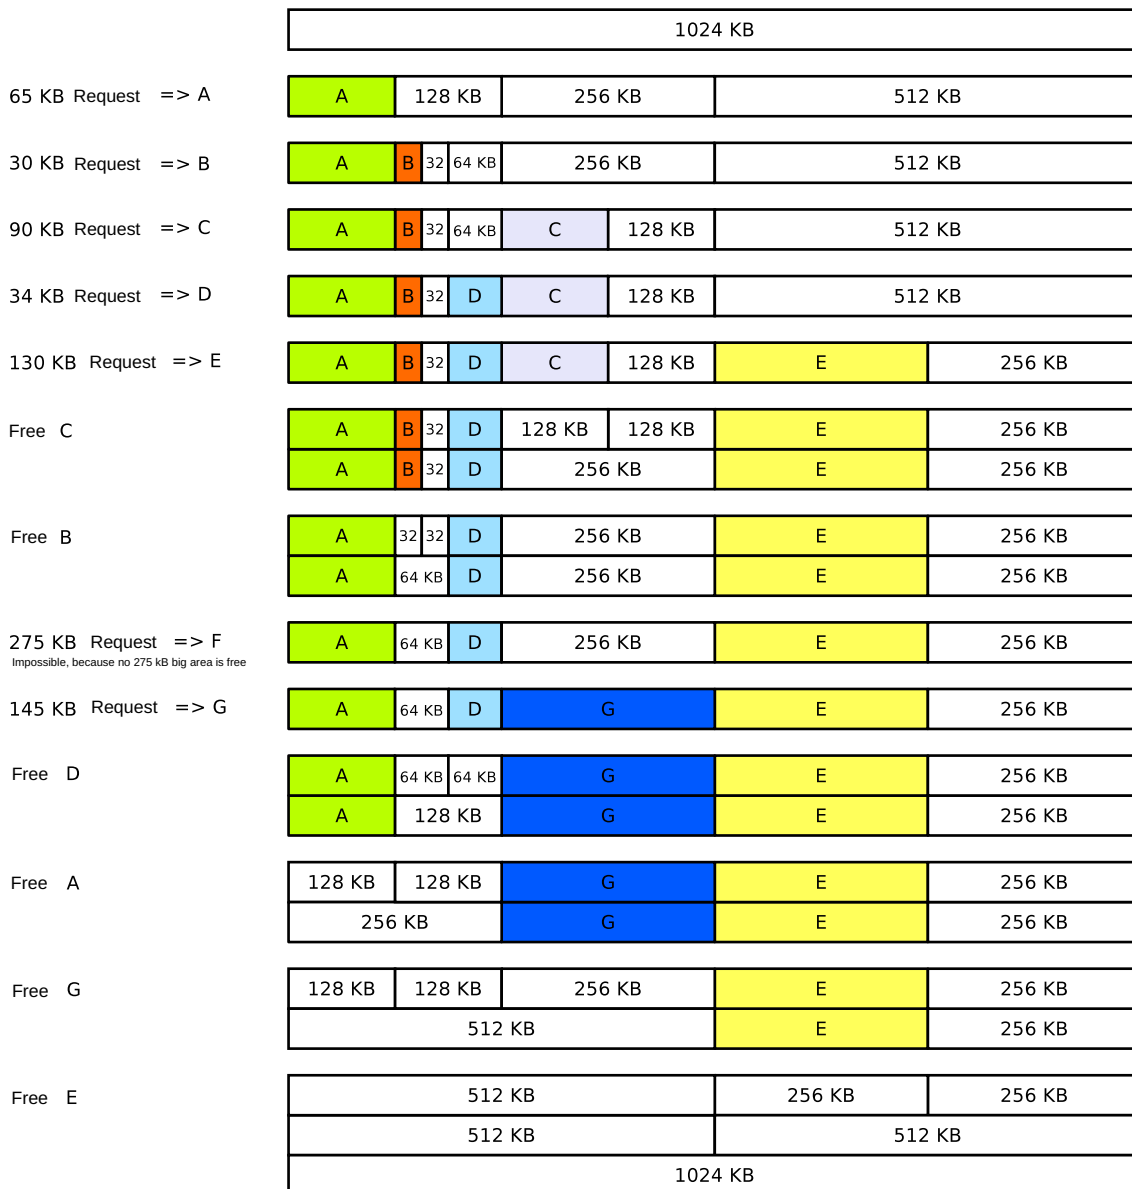 1024 KB
65 KB Request => A A 128 KB 256 KB 512 KB
30 KB Request => B A B 32 64 KB 256 KB 512 KB
90 KB Request => C A B 32 64 KB C 128 KB 512 KB
34 KB Request => D A B 32 D C 128 KB 512 KB
130 KB Request => E A B 32 D C 128 KB E 256 KB
Free C A B 32 D 128 KB 128 KB E 256 KB
A B 32 D 256 KB E 256 KB
Free B A 32 32 D 256 KB E 256 KB
A 64 KB D 256 KB E 256 KB
275 KB Request => F A 64 KB D 256 KB E 256 KB
Impossible, because no 275 kB big area is free
145 KB Request => G A 64 KB D G E 256 KB
Free D A 64 KB 64 KB G E 256 KB
A 128 KB G E 256 KB
Free A 128 KB 128 KB G E 256 KB
256 KB G E 256 KB
Free G 128 KB 128 KB 256 KB E 256 KB
512 KB E 256 KB
Free E 512 KB 256 KB 256 KB
512 KB 512 KB
1024 KB